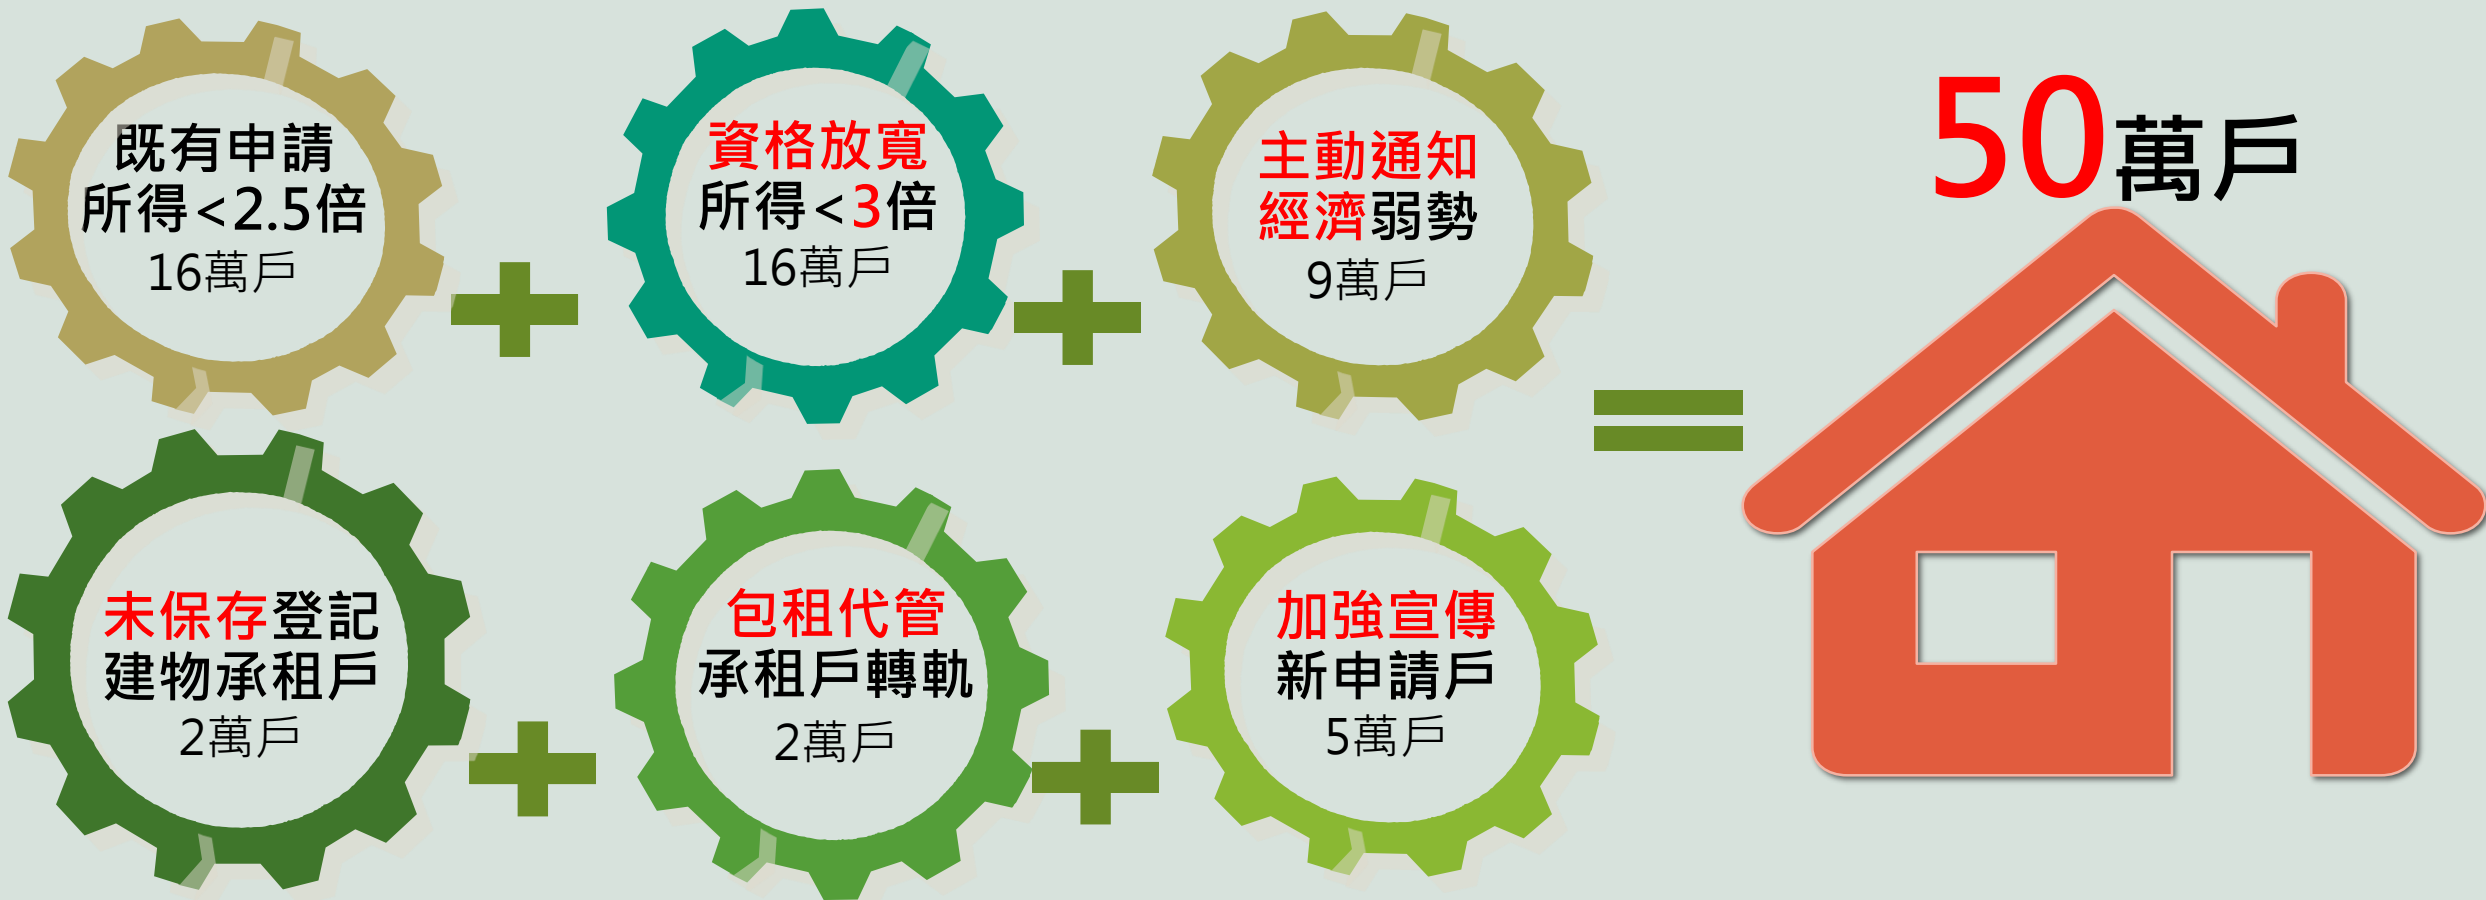 既有申請
所得<2.5倍
16萬戶
資格放寬
所得<3倍
16萬戶
主動通知
經濟弱勢
9萬戶
未保存登記
建物承租戶
2萬戶
包租代管
承租戶轉軌
2萬戶
加強宣傳
新申請戶
5萬戶
50萬戶